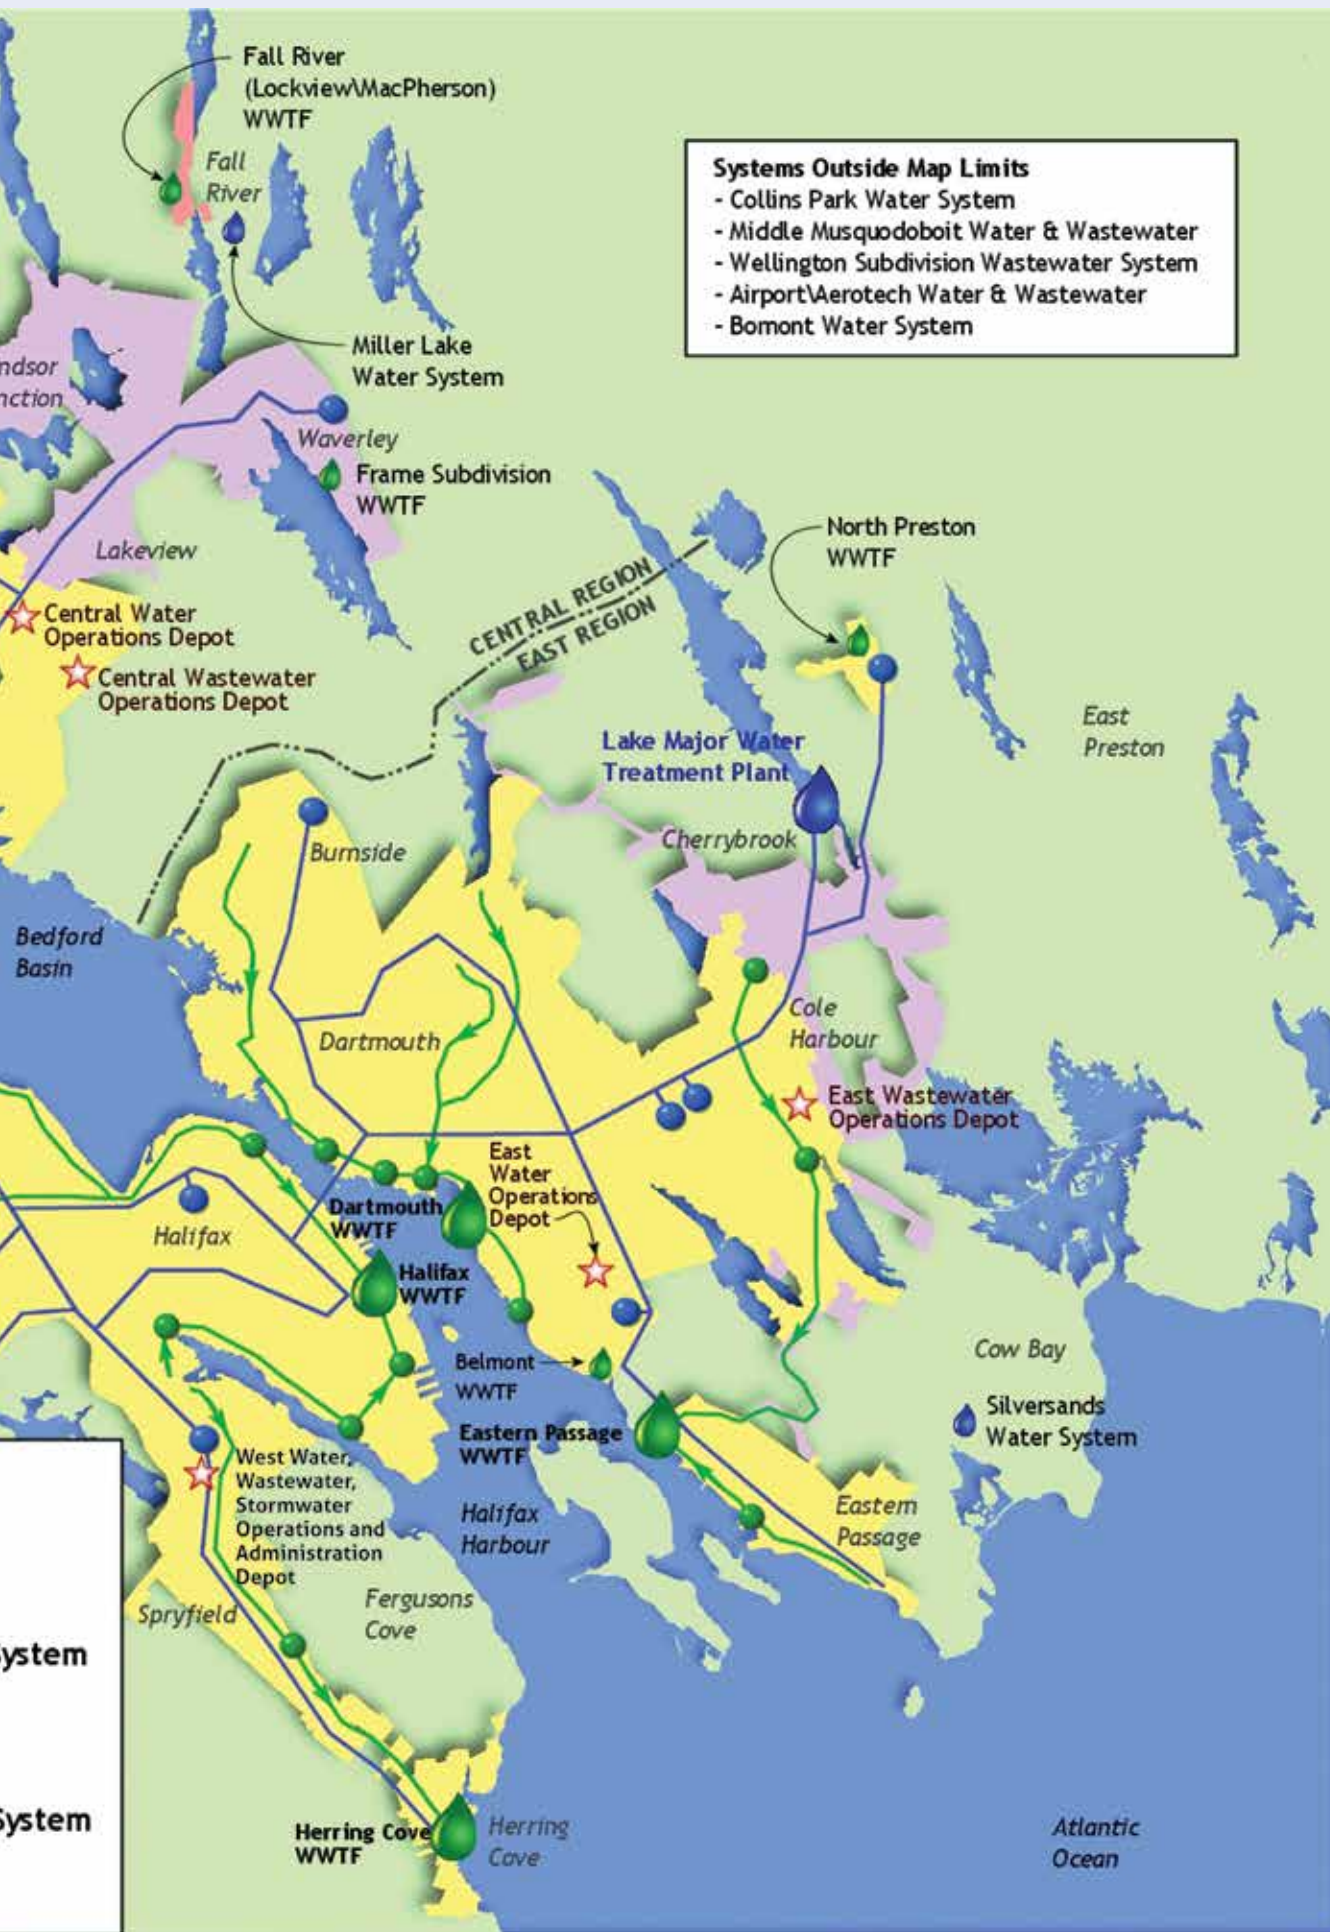 Fall River
(Lockview\MacPherson)
WWTF
Fall
River
Systems Outside Map Limits
- Collins Park Water System
- Middle Musquodoboit Water & Wastewater
- Wellington Subdivision Wastewater System
- Airport\Aerotech Water & Wastewater
- Bomont Water System
Miller Lake
Water System
ndsor
nction
Waverley
Frame Subdivision
WWTF
Lakeview
North Preston
WWTF
CENTRAL REGION
EAST REGION
Central Water
Operations Depot
Central Wastewater
Operations Depot
East
Preston
Lake Major Water
Treatment Plant
Cherrybrook
Burnside
Bedford
Basin
Dartmouth
Cole
Harbour
East Wastewater
Operations Depot
East
Water
Operations
Depot
Dartmouth
WWTF
Halifax
Halifax
WWTF
Belmont
WWTF
Cow Bay
Silversands
Water System
Eastern Passage
WWTF
West Water,
Wastewater,
Stormwater
Operations and
Administration
Depot
Halifax
Harbour
Eastern
Passage
Fergusons
Cove
Spryfield
ystem
System
Herring Cove
WWTF
Herring
Cove
Atlantic
Ocean